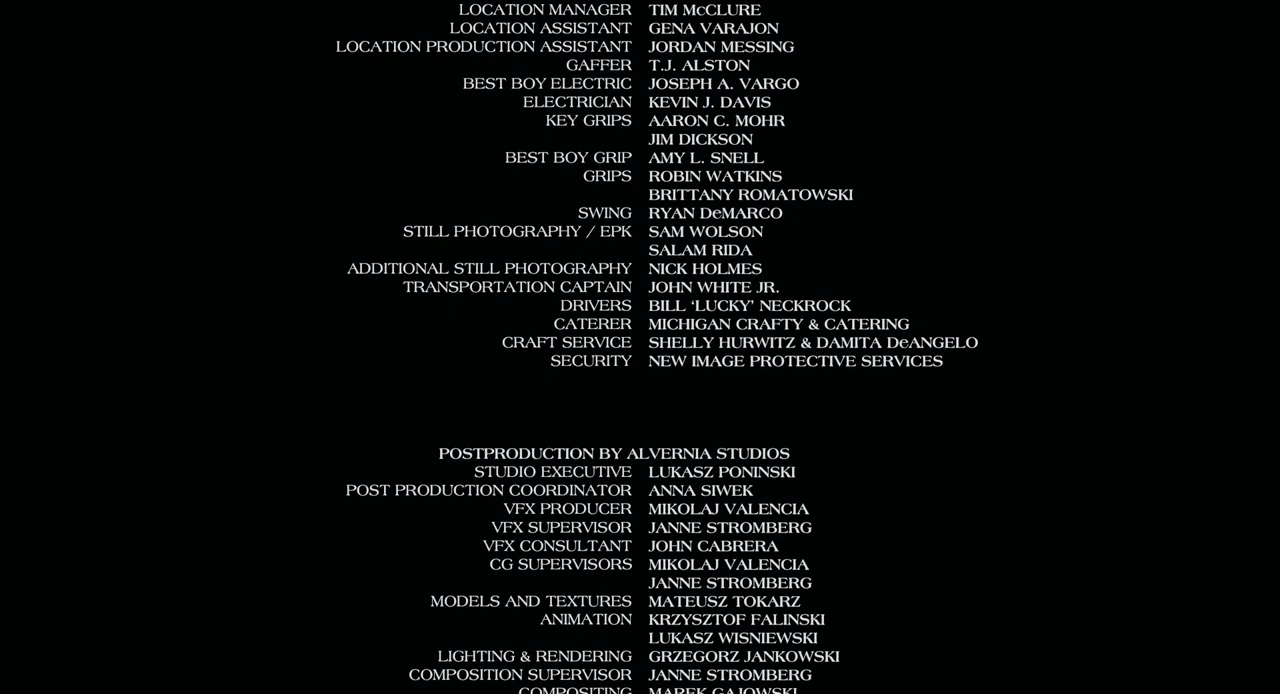 LOCATION MANAGER TIM McCLURE
LOCATION ASSISTANT GENA VARAJON
LOCATION PRODUCTION ASSISTANT JORDAN MESSING
GAFFER T.J. ALSTON
BEST BOY ELECTRIC JOSEPH A. VARGO
ELECTRICIAN KEVIN J. DAVIS
KEY GRIPS AARON C. MOHR
JIM DICKSON
BEST BOY GRIP AMY L. SNELL
GRIPS ROBIN WATKINS
BRITTANY ROMATOWSKI
SWING RYAN DeMARCO
STILL PHOTOGRAPHY / EPK SAM WOLSON
SALAM RIDA
ADDITIONAL STILL PHOTOGRAPHY NICK HOLMES
TRANSPORTATION CAPTAIN JOHN WHITE JR.
DRIVERS BILL ‘LUCKY’ NECKROCK
CATERER MICHIGAN CRAFTY & CATERING
CRAFT SERVICE SHELLY HURWITZ & DAMITA DeANGELO
SECURITY NEW IMAGE PROTECTIVE SERVICES
POSTPRODUCTION BY ALVERNIA STUDIOS
STUDIO EXECUTIVE LUKASZ PONINSKI
POST PRODUCTION COORDINATOR ANNA SIWEK
VFX PRODUCER MIKOLAJ VALENCIA
VFX SUPERVISOR JANNE STROMBERG
VFX CONSULTANT JOHN CABRERA
CG SUPERVISORS MIKOLAJ VALENCIA
JANNE STROMBERG
MODELS AND TEXTURES MATEUSZ TOKARZ
ANIMATION KRZYSZTOF FALINSKI
LUKASZ WISNIEWSKI
LIGHTING & RENDERING GRZEGORZ JANKOWSKI
COMPOSITION SUPERVISOR JANNE STROMBERG
COMPOSITING MAREK GAJOWSKI